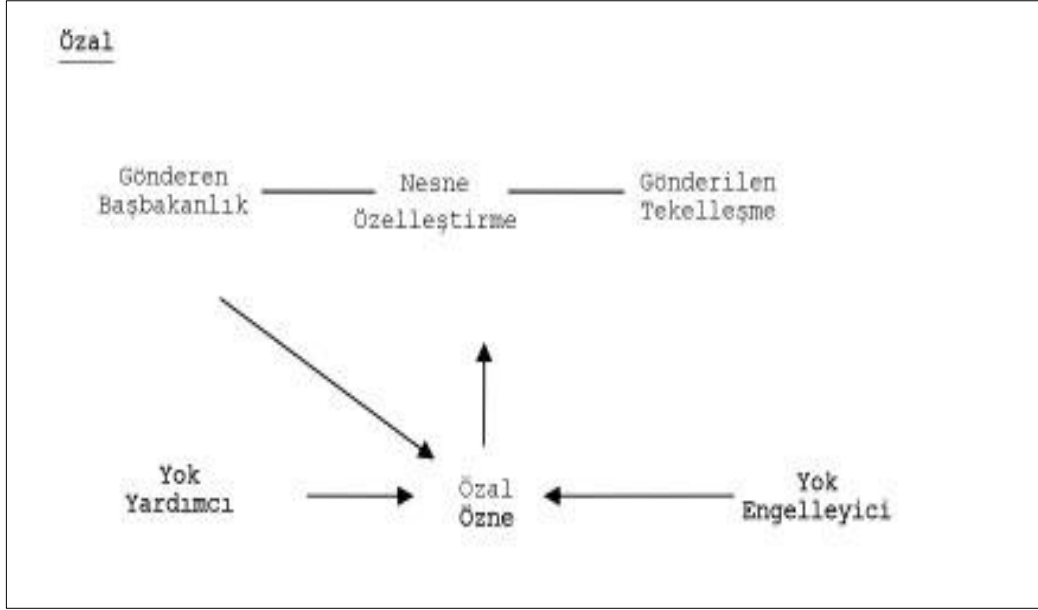 Özal
Gönderen
Başbakanlık
Nesne
Özelleştirme
Gönderilen
Tekelleşme
Yok
Yardımcı
Özal
Özne
Yok
Engelleyici